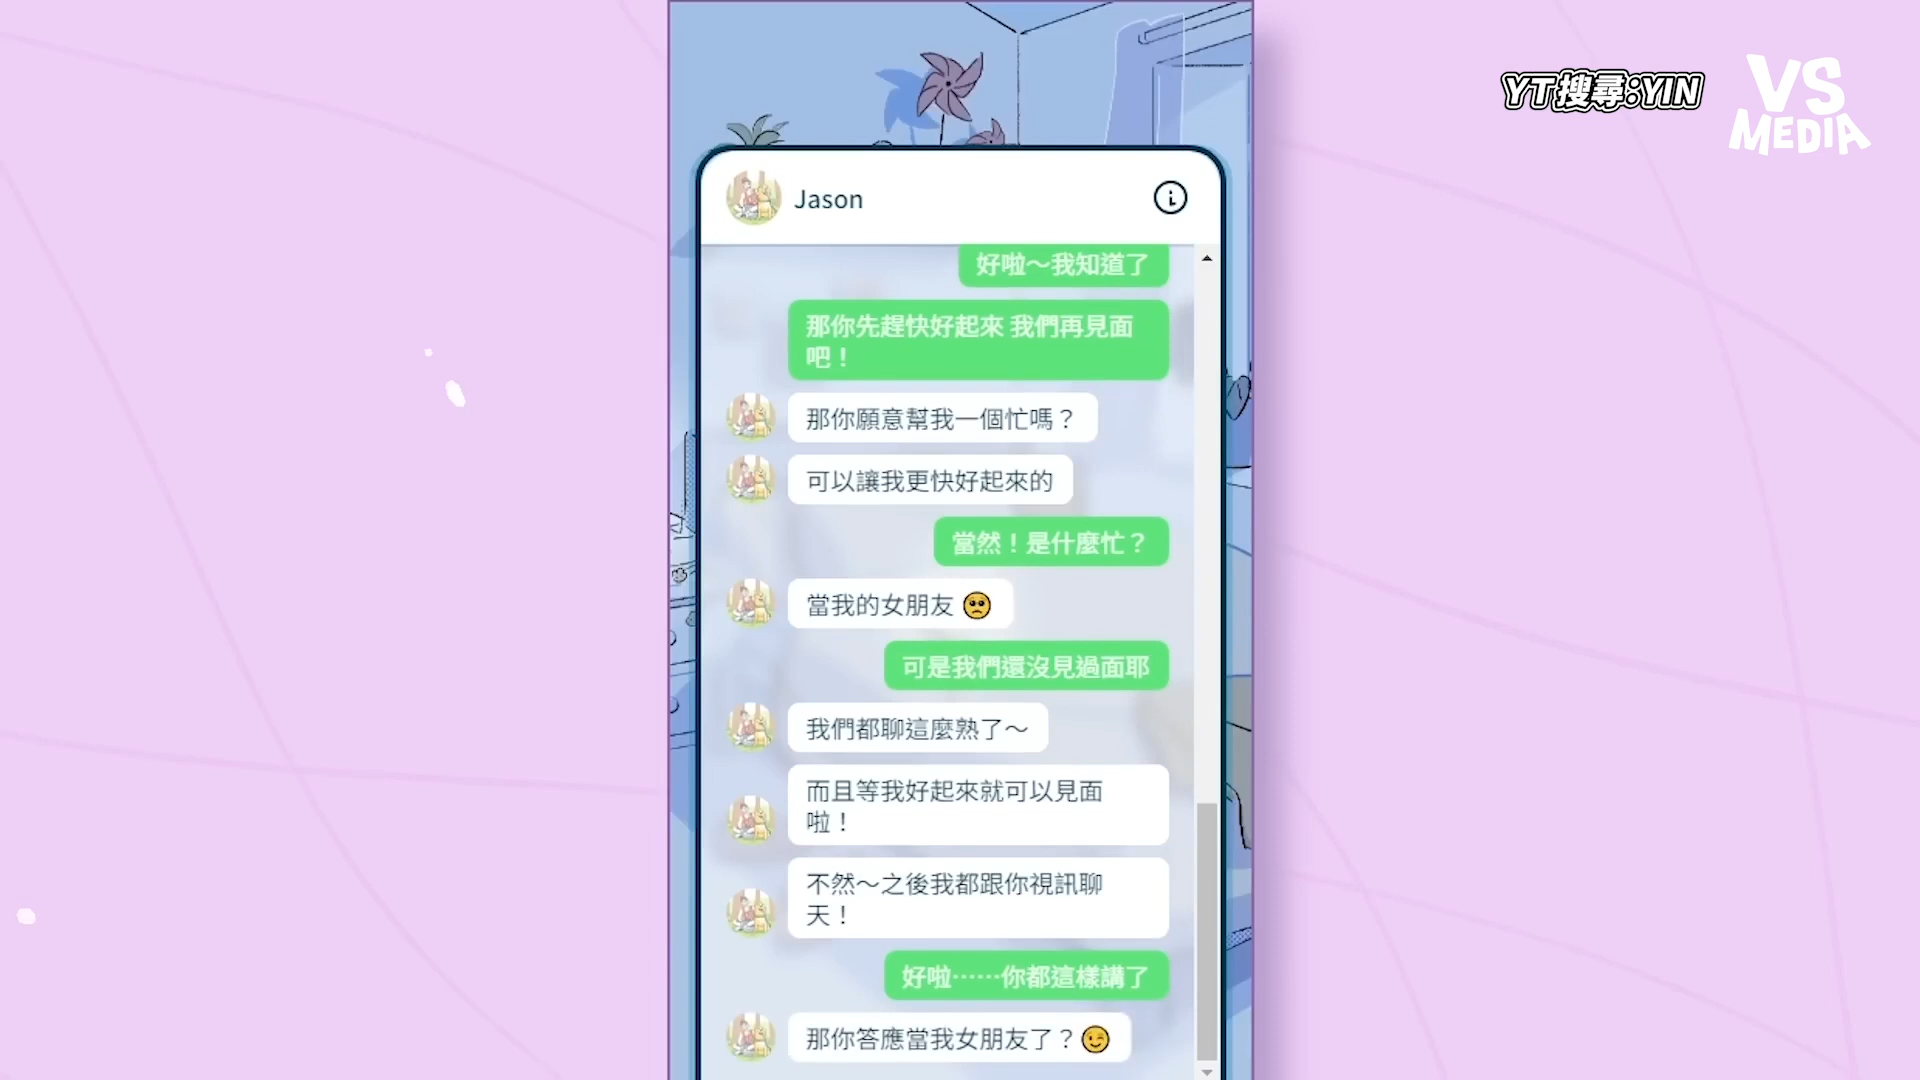 YT搜尋:YIN
VS
MEDIA
Jason
好啦～我知道了
那你先趕快好起來 我們再見面
吧！
那你願意幫我一個忙嗎？
可以讓我更快好起來的
當然！是什麼忙？
當我的女朋友 🥺
可是我們還沒見過面耶
我們都聊這麼熟了～
而且等我好起來就可以見面
啦！
不然～之後我都跟你視訊聊
天！
好啦⋯⋯你都這樣講了
那你答應當我女朋友了？😉